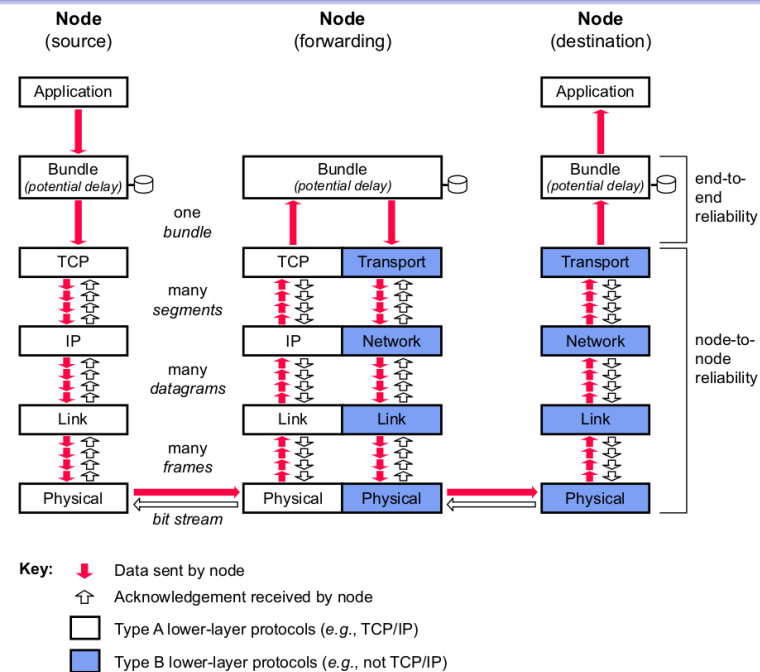 Node
(source)
Node
(forwarding)
Node
(destination)
Application
Application
Bundle
(potential delay)
Bundle
(potential delay)
Bundle
(potential delay)
end-to-
end
reliability
one
bundle
TCP
TCP
Transport
Transport
many
segments
IP
IP
Network
Network
node-to-
node
reliability
many
datagrams
Link
Link
Link
Link
many
frames
Physical
Physical
Physical
Physical
bit stream
Key:
Data sent by node
Acknowledgement received by node
Type A lower-layer protocols (e.g., TCP/IP)
Type B lower-layer protocols (e.g., not TCP/IP)